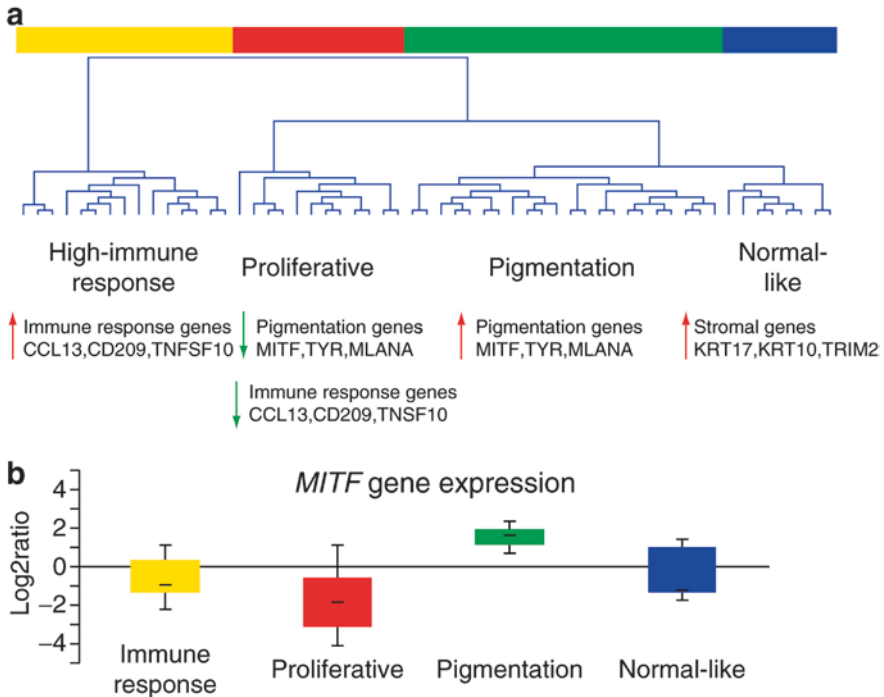 a
High-immune
response
Proliferative
Pigmentation
Normal-
like
Immune response genes
CCL13,CD209,TNFSF10
Pigmentation genes
MITF,TYR,MLANA
Immune response genes
CCL13,CD209,TNSF10
Pigmentation genes
MITF,TYR,MLANA
Stromal genes
KRT17,KRT10,TRIM2
b
MITF gene expression
Log2ratio
4
2
0
−2
−4
Immune
response
Proliferative
Pigmentation
Normal-like